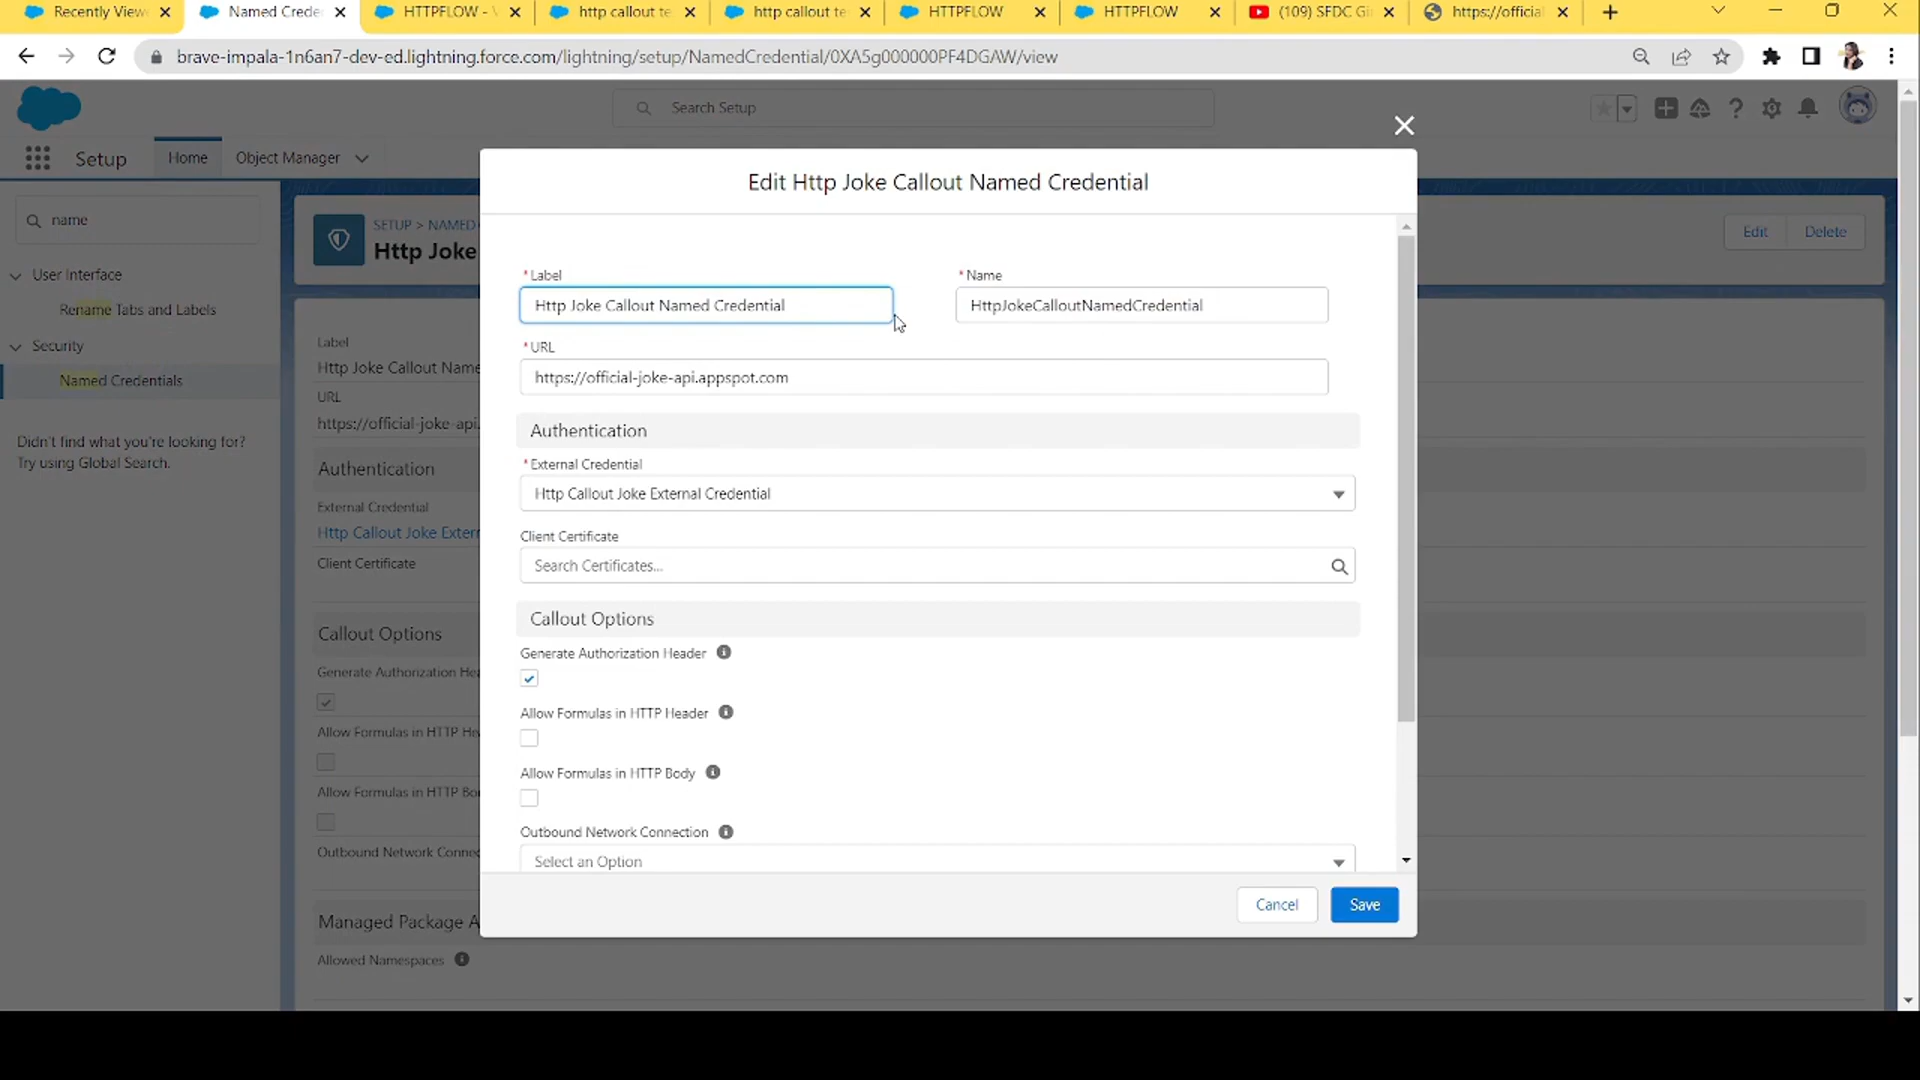 Recently Viewe
Named Crede
HTTPFLOW - V
http callout te
http callout te
HTTPFLOW
HTTPFLOW
(109) SFDC Gi
https://official
brave-impala-1n6an7-dev-ed.lightning.force.com/lightning/setup/NamedCredential/0XA5g000000PF4DGAW/view
Search Setup
Setup
Home
Object Manager
name
User Interface
Rename Tabs and Labels
Security
Named Credentials
Didn't find what you're looking for?
Try using Global Search.
SETUP > NAMED
Http Joke
Edit
Delete
Label
Http Joke Callout Name
URL
https://official-joke-api.
Authentication
External Credential
Http Callout Joke Extern
Client Certificate
Callout Options
Generate Authorization Hea
Allow Formulas in HTTP He
Allow Formulas in HTTP Bo
Outbound Network Connec
Managed Package A
Allowed Namespaces
Edit Http Joke Callout Named Credential
* Label
Http Joke Callout Named Credential
* Name
HttpJokeCalloutNamedCredential
* URL
https://official-joke-api.appspot.com
Authentication
* External Credential
Http Callout Joke External Credential
Client Certificate
Search Certificates...
Callout Options
Generate Authorization Header
Allow Formulas in HTTP Header
Allow Formulas in HTTP Body
Outbound Network Connection
Select an Option
Cancel
Save